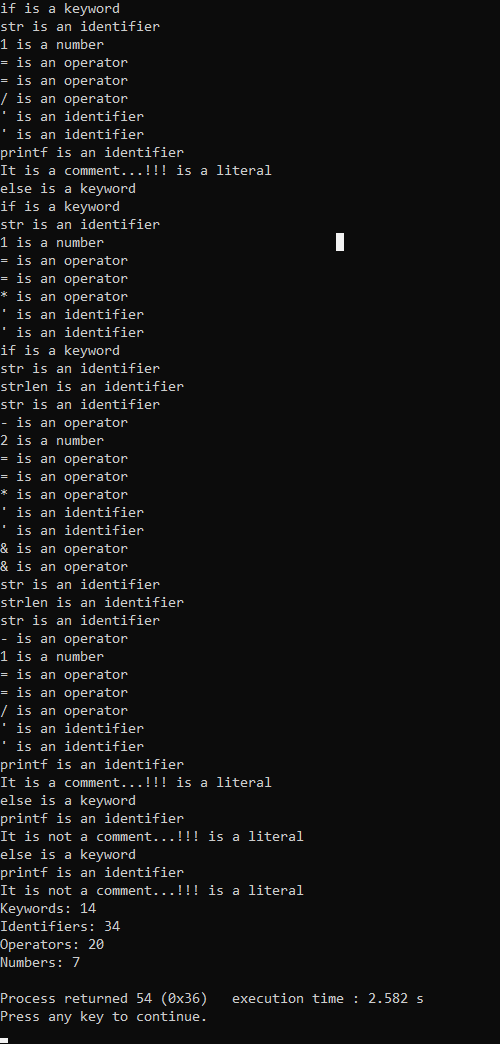 if is a keyword
str is an identifier
1 is a number
= is an operator
= is an operator
/ is an operator
' is an identifier
' is an identifier
printf is an identifier
It is a comment...!!! is a literal
else is a keyword
if is a keyword
str is an identifier
1 is a number
= is an operator
= is an operator
* is an operator
' is an identifier
' is an identifier
if is a keyword
str is an identifier
strlen is an identifier
str is an identifier
- is an operator
2 is a number
= is an operator
= is an operator
* is an operator
' is an identifier
' is an identifier
& is an operator
& is an operator
str is an identifier
strlen is an identifier
str is an identifier
- is an operator
1 is a number
= is an operator
= is an operator
/ is an operator
' is an identifier
' is an identifier
printf is an identifier
It is a comment...!!! is a literal
else is a keyword
printf is an identifier
It is not a comment...!!! is a literal
else is a keyword
printf is an identifier
It is not a comment...!!! is a literal
Keywords: 14
Identifiers: 34
Operators: 20
Numbers: 7
Process returned 54 (0x36)   execution time : 2.582 s
Press any key to continue.